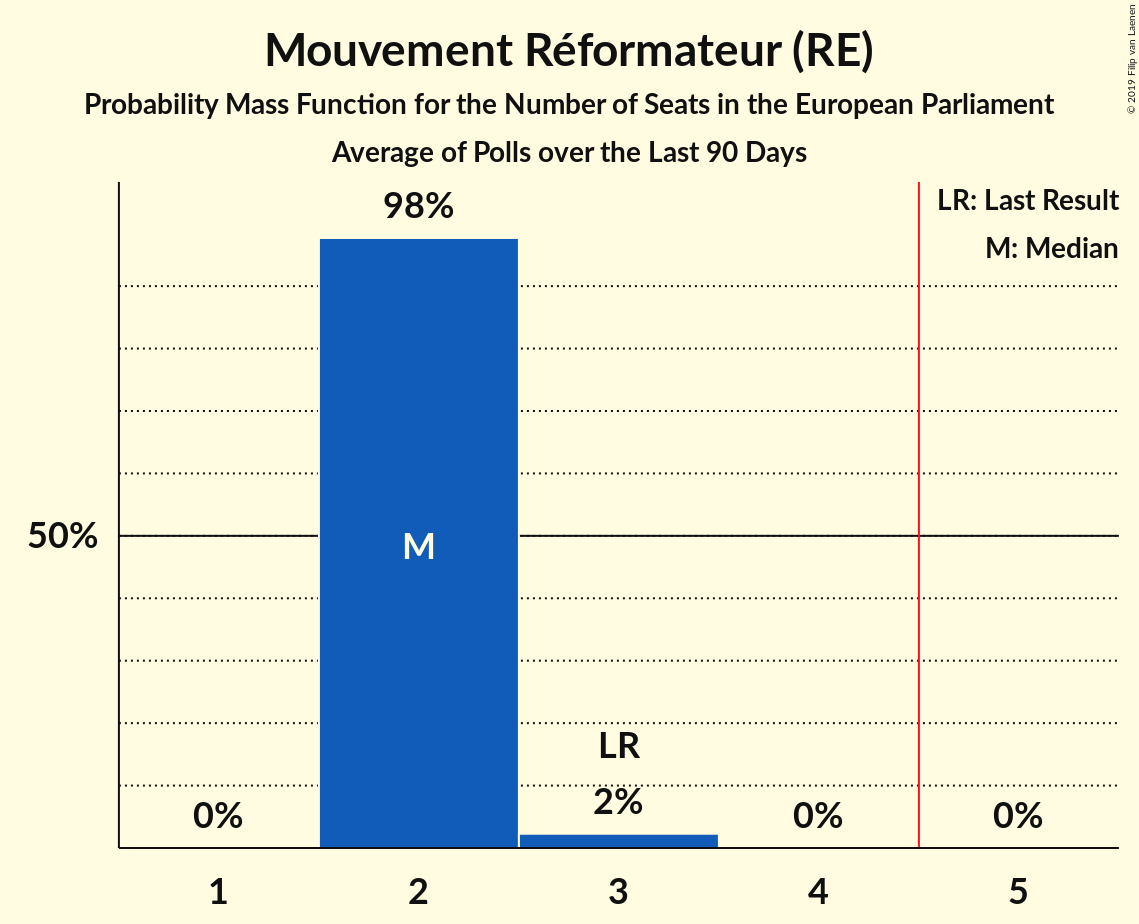 Mouvement Réformateur (RE)
Probability Mass Function for the Number of Seats in the European Parliament
Average of Polls over the Last 90 Days
© 2019 Filip van Laenen
LR: Last Result
M: Median
98%
50%
M
LR
0%
2%
0%
0%
1
2
3
4
5